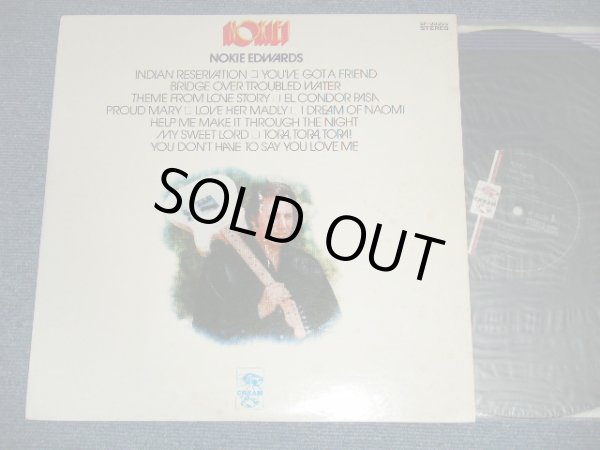 NOKIE
NOKIE EDWARDS
STEREO
INDIAN RESERVATION □ YOU'VE GOT A FRIEND
BRIDGE OVER TROUBLED WATER
THEME FROM LOVE STORY □ EL CONDOR PASA
PROUD MARY □ LOVE HER MADLY □ I DREAM OF NAOMI
HELP ME MAKE IT THROUGH THE NIGHT
MY SWEET LORD □ TORA, TORA, TORA!
YOU DON'T HAVE TO SAY YOU LOVE ME
SOLD OUT
CREAM